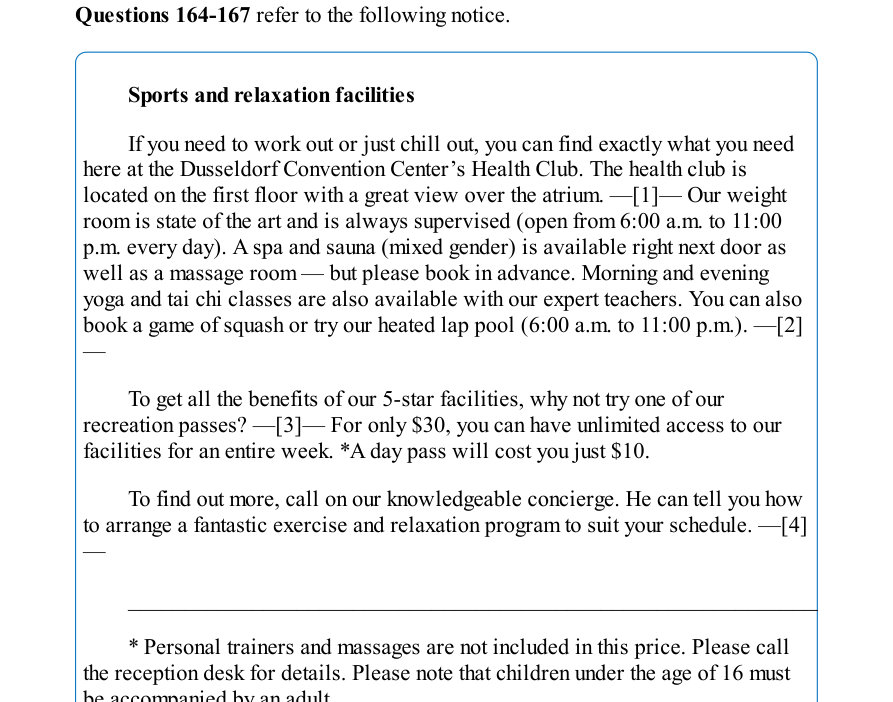 Questions 164-167 refer to the following notice.
Sports and relaxation facilities
If you need to work out or just chill out, you can find exactly what you need
here at the Dusseldorf Convention Center’s Health Club. The health club is
located on the first floor with a great view over the atrium. —[1]— Our weight
room is state of the art and is always supervised (open from 6:00 a.m. to 11:00
p.m. every day). A spa and sauna (mixed gender) is available right next door as
well as a massage room — but please book in advance. Morning and evening
yoga and tai chi classes are also available with our expert teachers. You can also
book a game of squash or try our heated lap pool (6:00 a.m. to 11:00 p.m.). —[2]
—
To get all the benefits of our 5-star facilities, why not try one of our
recreation passes? —[3]— For only $30, you can have unlimited access to our
facilities for an entire week. *A day pass will cost you just $10.
To find out more, call on our knowledgeable concierge. He can tell you how
to arrange a fantastic exercise and relaxation program to suit your schedule. —[4]
—
* Personal trainers and massages are not included in this price. Please call
the reception desk for details. Please note that children under the age of 16 must
be accompanied by an adult